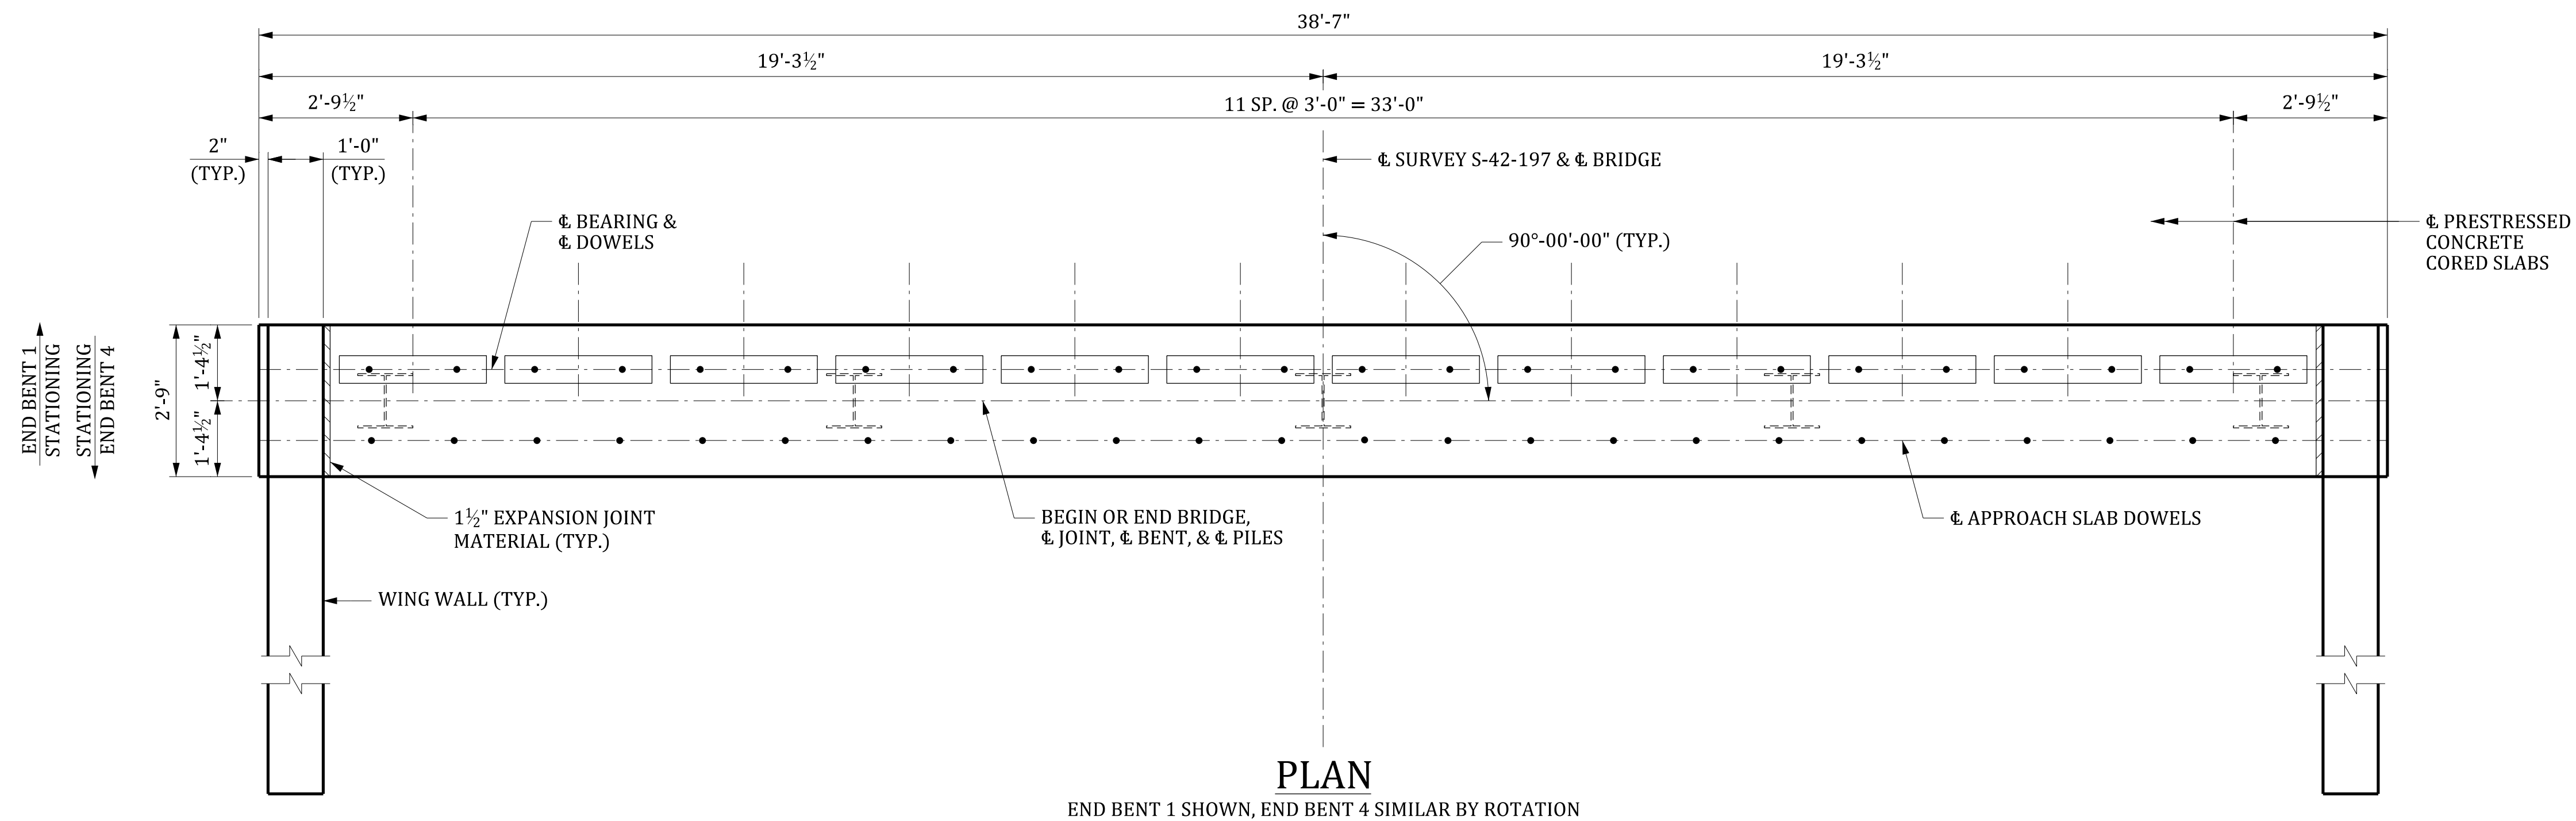 38'-7"
19'-3½"
19'-3½"
2'-9½"
11 SP. @ 3'-0" = 33'-0"
2'-9½"
2"
(TYP.)
1'-0"
(TYP.)
℄ SURVEY S-42-197 & ℄ BRIDGE
℄ BEARING &
℄ DOWELS
90°-00'-00" (TYP.)
℄ PRESTRESSED
CONCRETE
CORED SLABS
END BENT 1
STATIONING
STATIONING
END BENT 4
2'-9"
1'-4½"
1'-4½"
1½" EXPANSION JOINT
MATERIAL (TYP.)
BEGIN OR END BRIDGE,
℄ JOINT, ℄ BENT, & ℄ PILES
℄ APPROACH SLAB DOWELS
WING WALL (TYP.)
PLAN
END BENT 1 SHOWN, END BENT 4 SIMILAR BY ROTATION